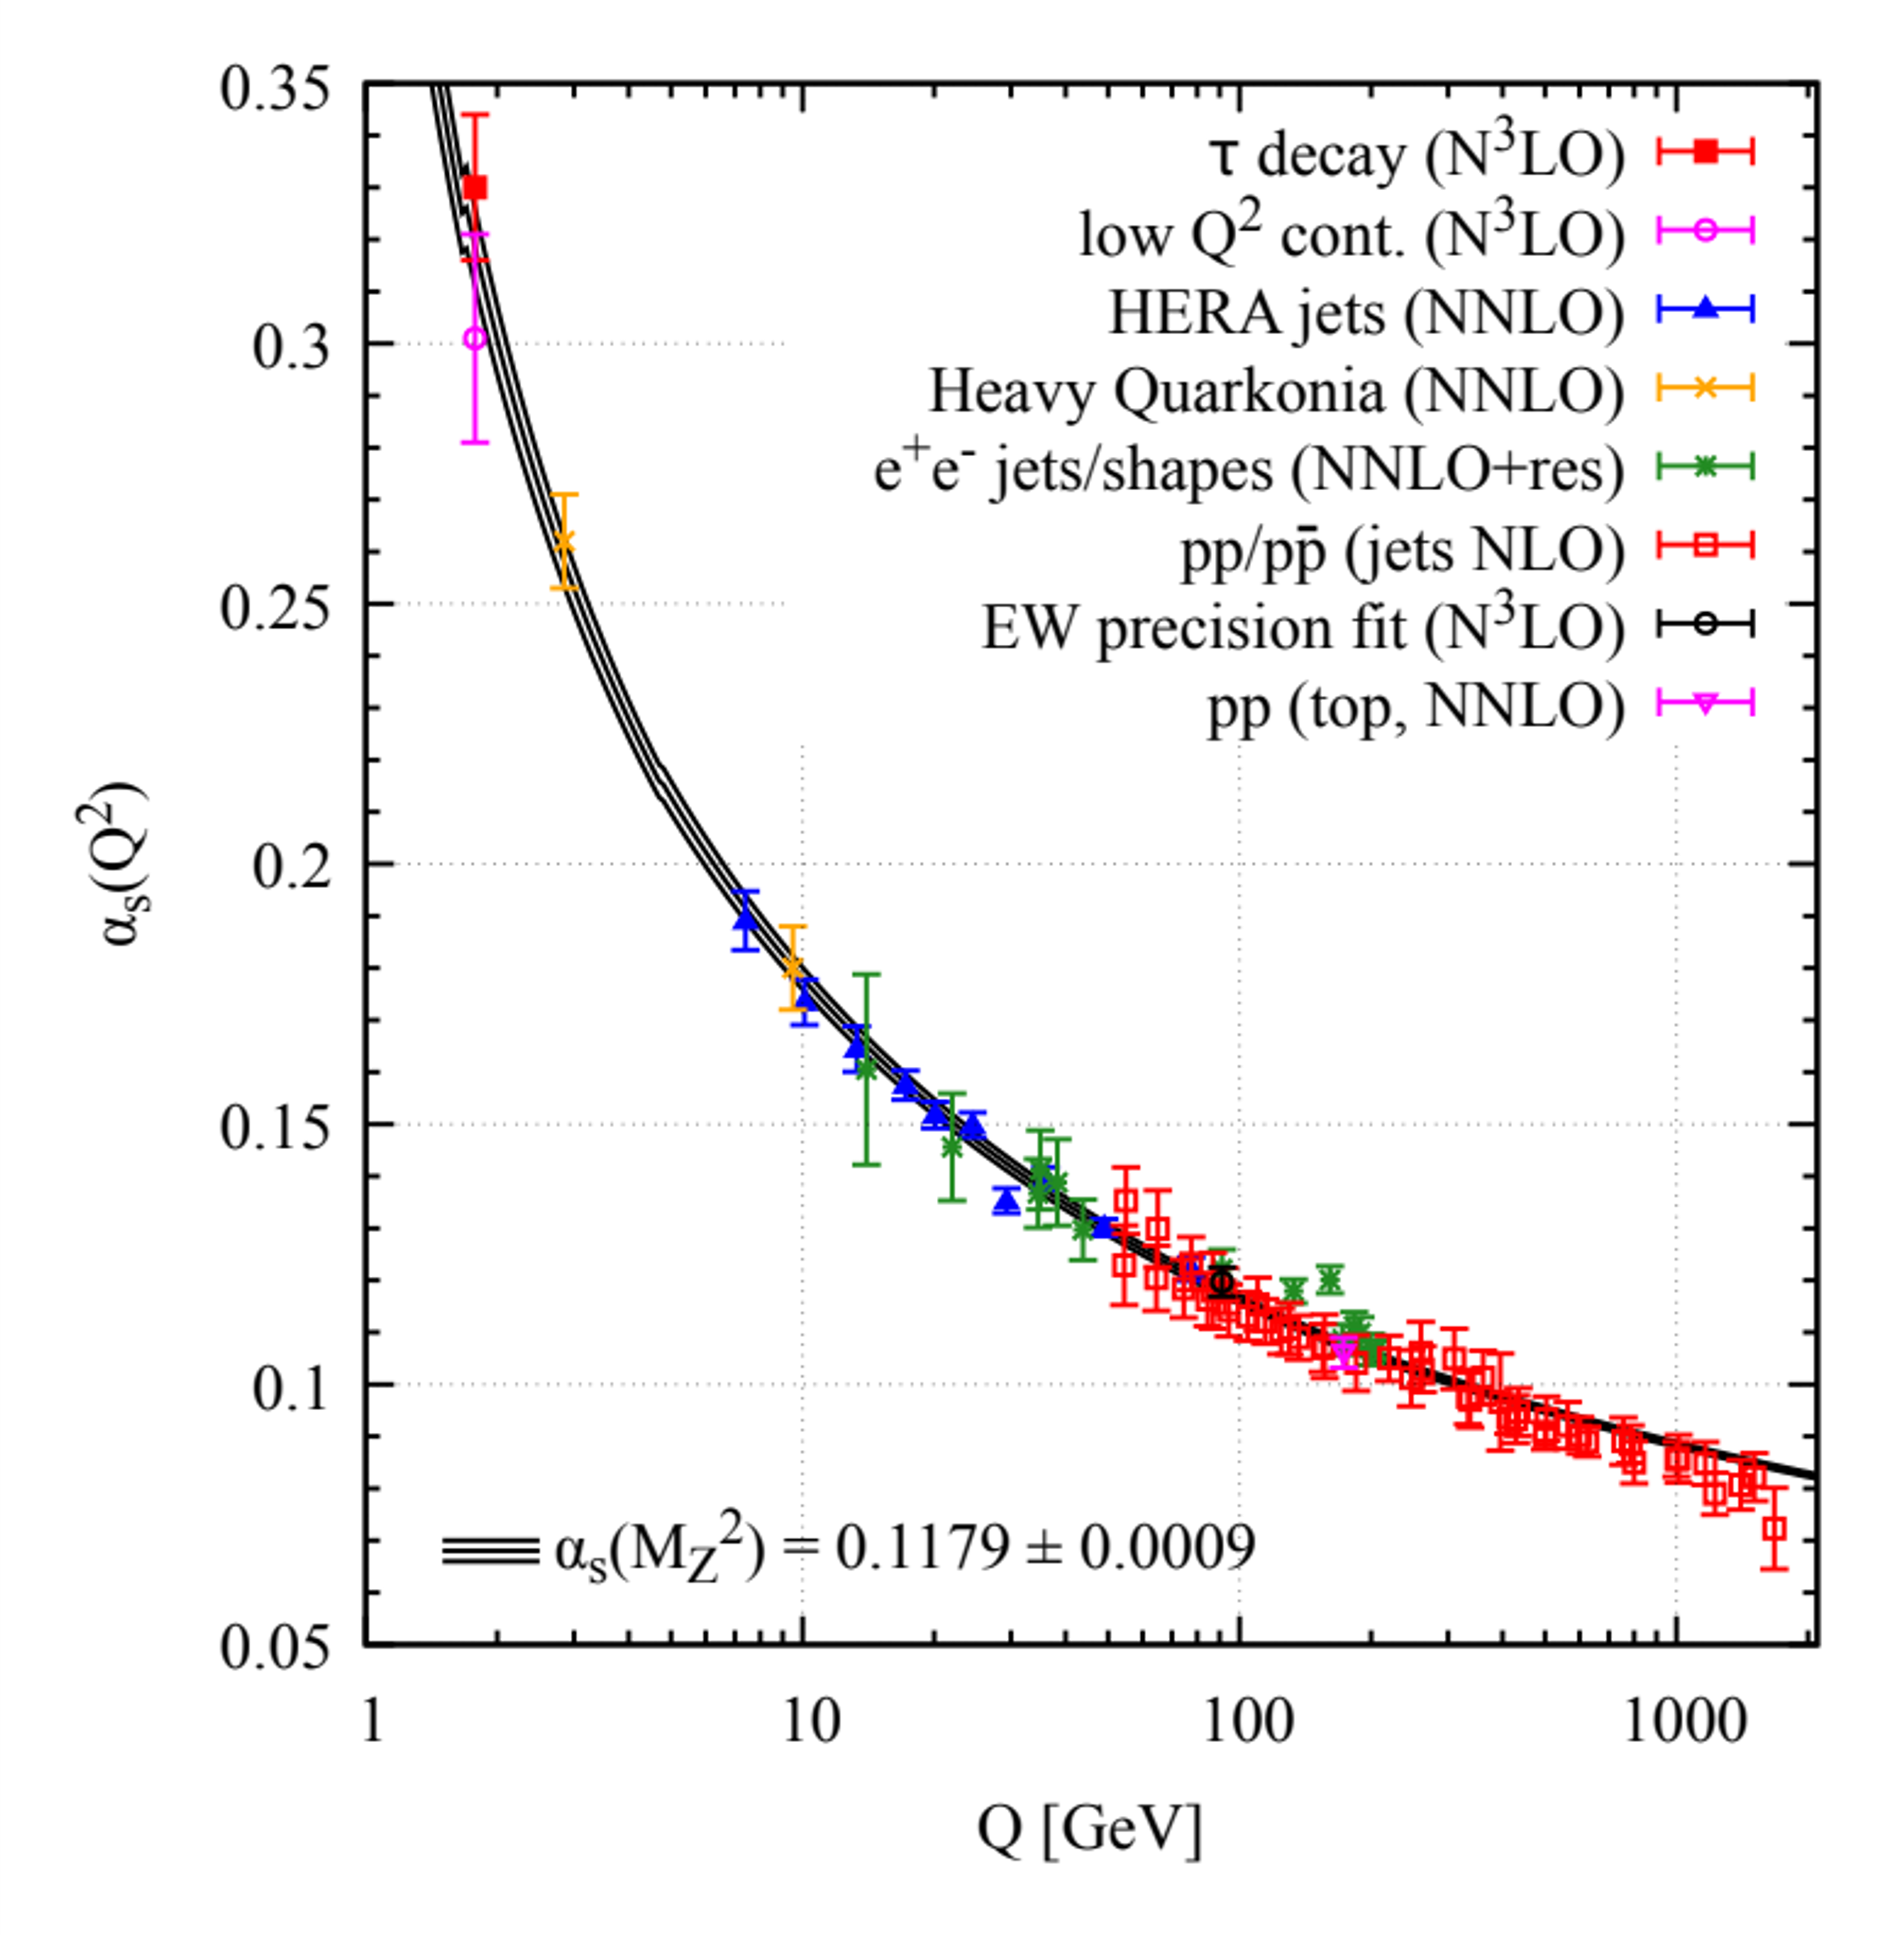 0.35
0.3
0.25
0.2
0.15
0.1
0.05
αs(Q²)
τ decay (N³LO)
low Q² cont. (N³LO)
HERA jets (NNLO)
Heavy Quarkonia (NNLO)
e⁺e⁻ jets/shapes (NNLO+res)
pp/pp̄ (jets NLO)
EW precision fit (N³LO)
pp (top, NNLO)
αs(MZ²) = 0.1179 ± 0.0009
1 10 100 1000
Q [GeV]